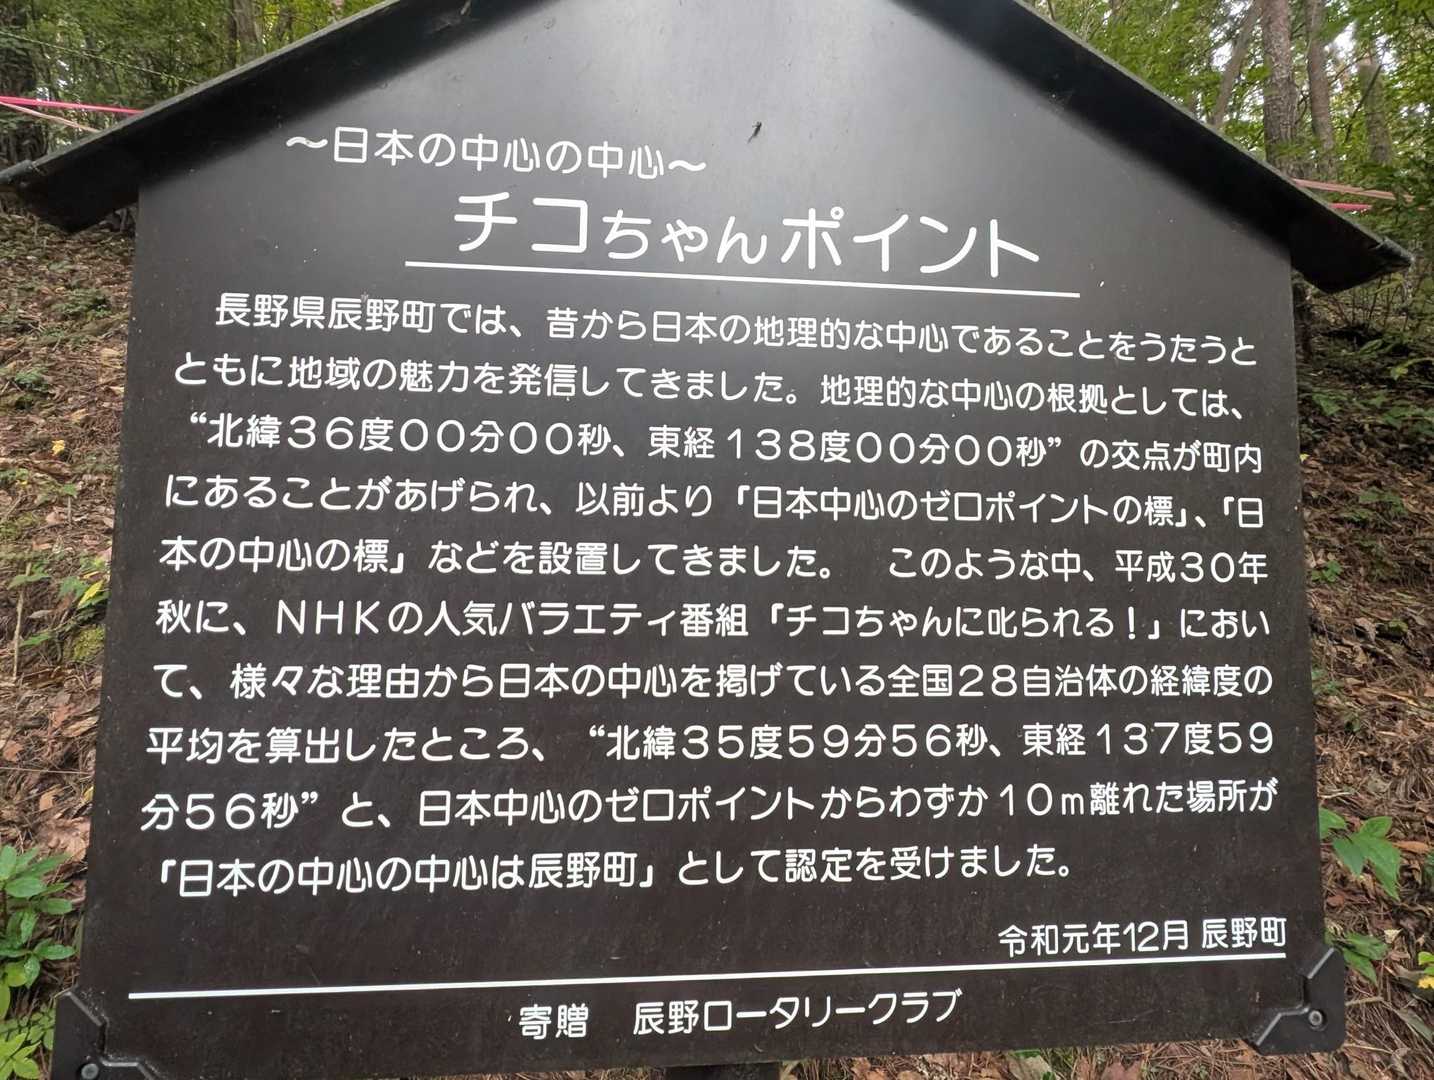 ～日本の中心の中心～
チコちゃんポイント
長野県辰野町では、昔から日本の地理的な中心であることをうたうと
ともに地域の魅力を発信してきました。地理的な中心の根拠としては、
“北緯３６度００分００秒、東経１３８度００分００秒”の交点が町内
にあることがあげられ、以前より「日本中心のゼロポイントの標」、「日
本の中心の標」などを設置してきました。　このような中、平成３０年
秋に、ＮＨＫの人気バラエティ番組「チコちゃんに叱られる！」におい
て、様々な理由から日本の中心を掲げている全国２８自治体の経緯度の
平均を算出したところ、“北緯３５度５９分５６秒、東経１３７度５９
分５６秒”と、日本中心のゼロポイントからわずか１０ｍ離れた場所が
「日本の中心の中心は辰野町」として認定を受けました。
令和元年12月 辰野町
寄贈　辰野ロータリークラブ